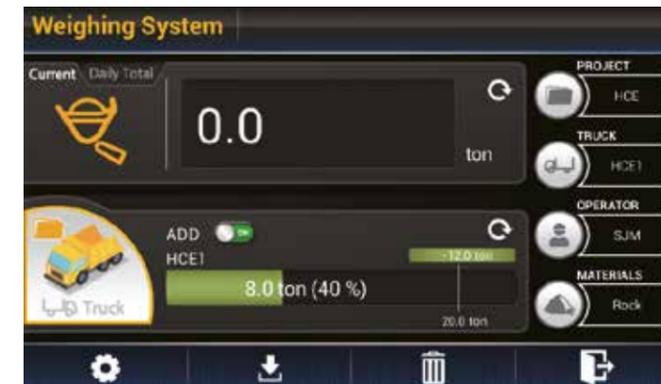 Weighing System
Current Daily Total
0.0
ton
ADD ON
HCE1
-12.0 ton
8.0 ton (40 %)
20.0 ton
Truck
PROJECT
HCE
TRUCK
HCE1
OPERATOR
SJM
MATERIALS
Rock